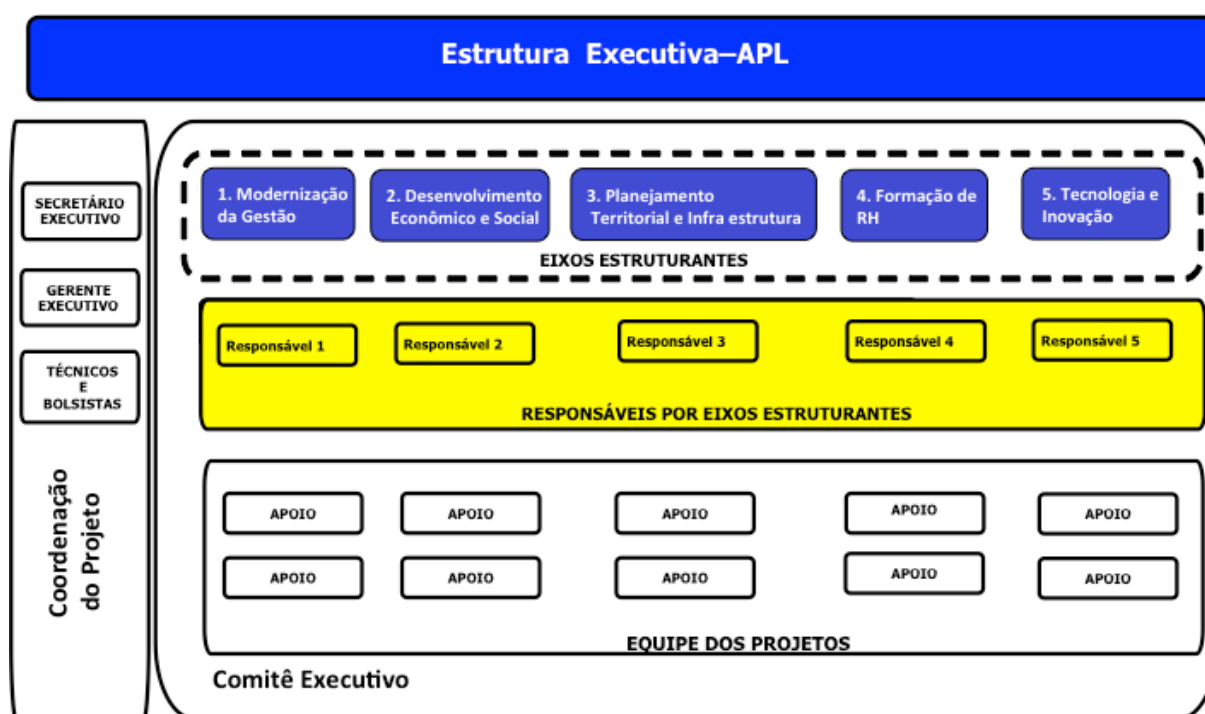 Estrutura Executiva–APL
SECRETÁRIO
EXECUTIVO
GERENTE
EXECUTIVO
TÉCNICOS
E
BOLSISTAS
Coordenação
do Projeto
1. Modernização
da Gestão
2. Desenvolvimento
Econômico e Social
3. Planejamento
Territorial e Infra estrutura
4. Formação de
RH
5. Tecnologia e
Inovação
EIXOS ESTRUTURANTES
Responsável 1
Responsável 2
Responsável 3
Responsável 4
Responsável 5
RESPONSÁVEIS POR EIXOS ESTRUTURANTES
APOIO
APOIO
APOIO
APOIO
APOIO
APOIO
APOIO
APOIO
APOIO
APOIO
EQUIPE DOS PROJETOS
Comitê Executivo